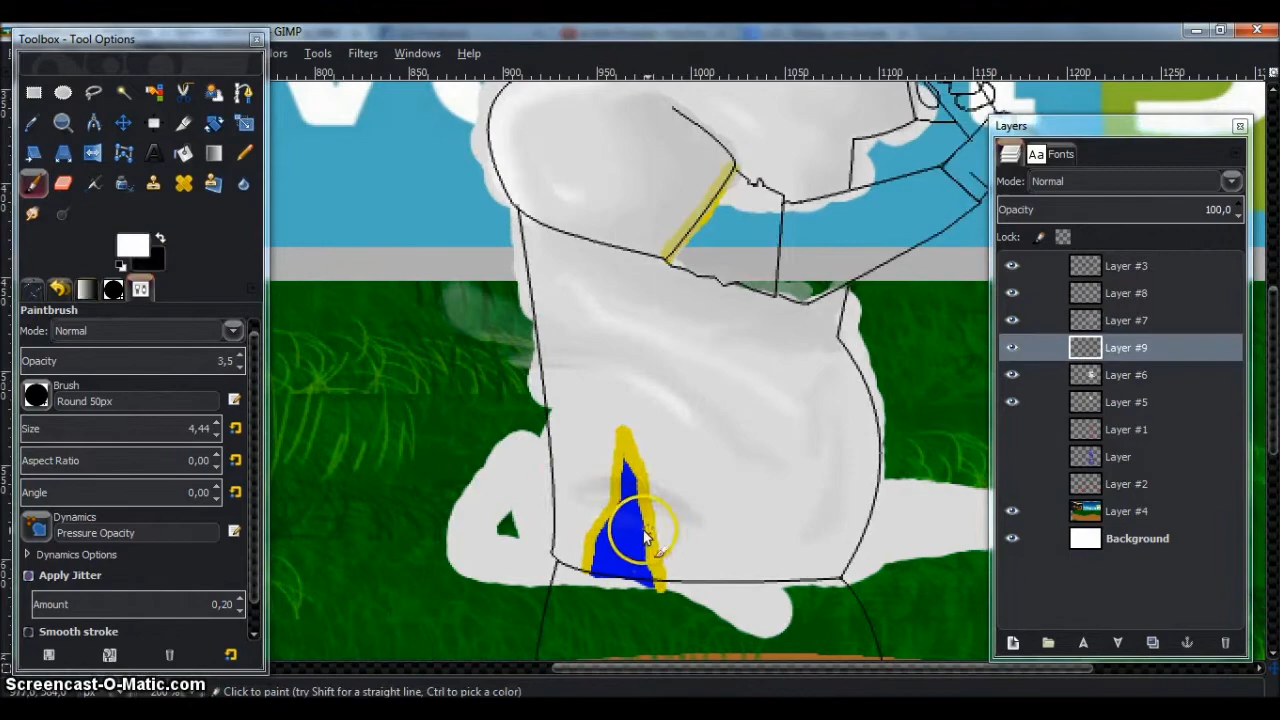 Toolbox - Tool Options
GIMP
Tools Filters Windows Help
800 850 900 950 1000 1050 1100 1150 1200 1250
Layers
Aa Fonts
Mode: Normal
Opacity 100,0
Lock:
Layer #3
Layer #8
Layer #7
Layer #9
Layer #6
Layer #5
Layer #1
Layer
Layer #2
Layer #4
Background
Paintbrush
Mode: Normal
Opacity 3,5
Brush
Round 50px
Size 4,44
Aspect Ratio 0,00
Angle 0,00
Dynamics
Pressure Opacity
Dynamics Options
Apply Jitter
Amount 0,20
Smooth stroke
Screencast-O-Matic.com
Click to paint (try Shift for a straight line, Ctrl to pick a color)